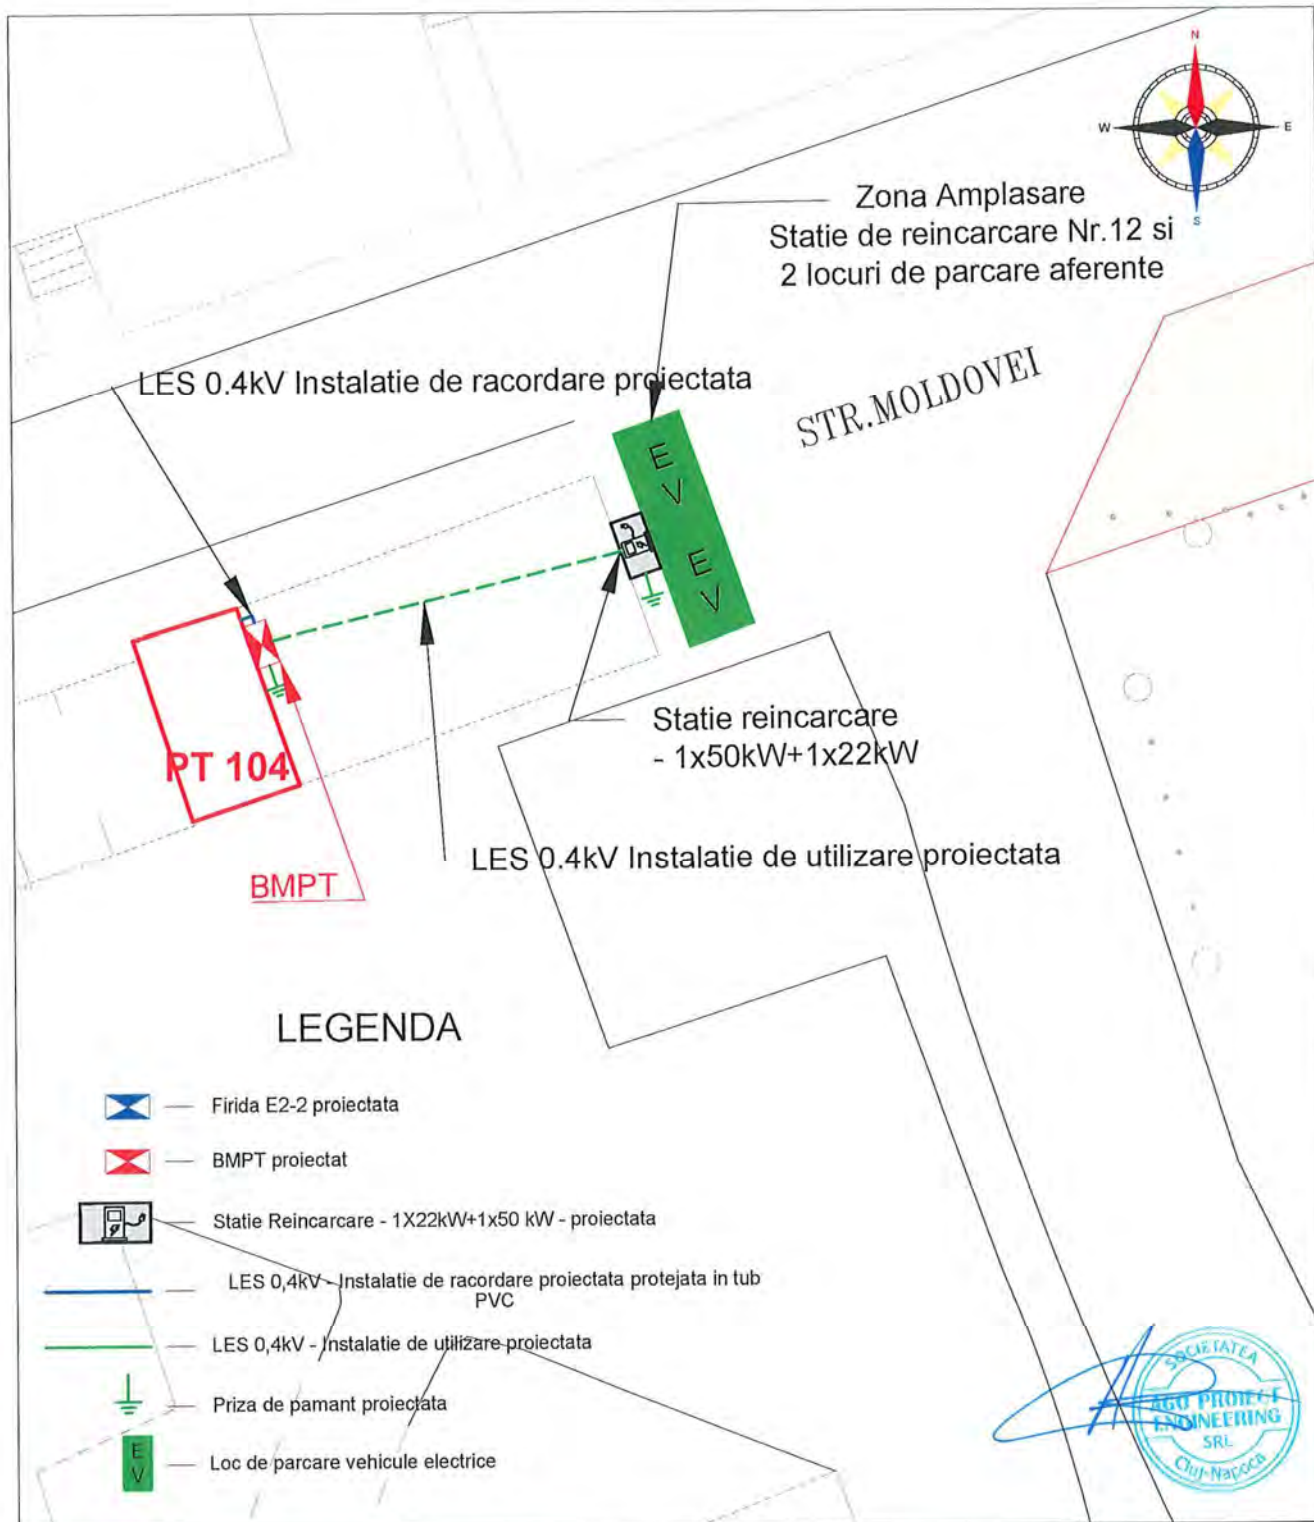 N
W
E
S
Zona Amplasare
Statie de reincarcare Nr.12 si
2 locuri de parcare aferente
LES 0.4kV Instalatie de racordare proiectata
STR.MOLDOVEI
E
V
E
V
Statie reincarcare
- 1x50kW+1x22kW
PT 104
LES 0.4kV Instalatie de utilizare proiectata
BMPT
LEGENDA
Firida E2-2 proiectata
BMPT proiectat
Statie Reincarcare - 1X22kW+1x50 kW - proiectata
LES 0,4kV - Instalatie de racordare proiectata protejata in tub
PVC
LES 0,4kV - Instalatie de utilizare proiectata
Priza de pamant proiectata
E
V
Loc de parcare vehicule electrice
SOCIETATEA
AGO PROIECT
ENGINEERING
SRL
Cluj-Napoca